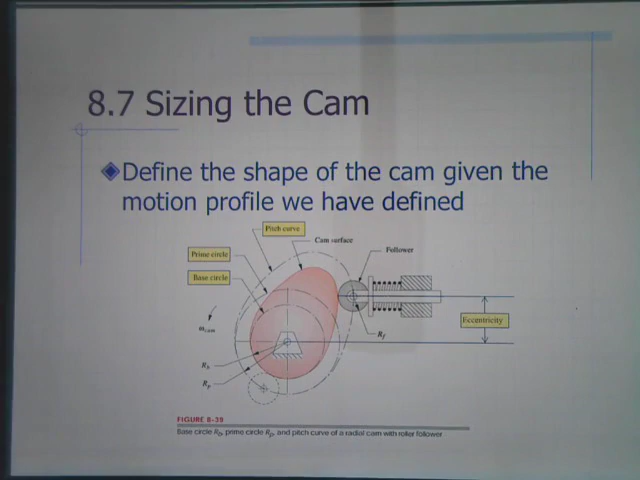 8.7 Sizing the Cam
Define the shape of the cam given the
motion profile we have defined
Pitch curve
Cam surface
Prime circle
Follower
Base circle
Eccentricity
ωcam
Rf
Rb
Rp
FIGURE 8-38
Base circle Rb, prime circle Rp, and pitch curve of a radial cam with roller follower